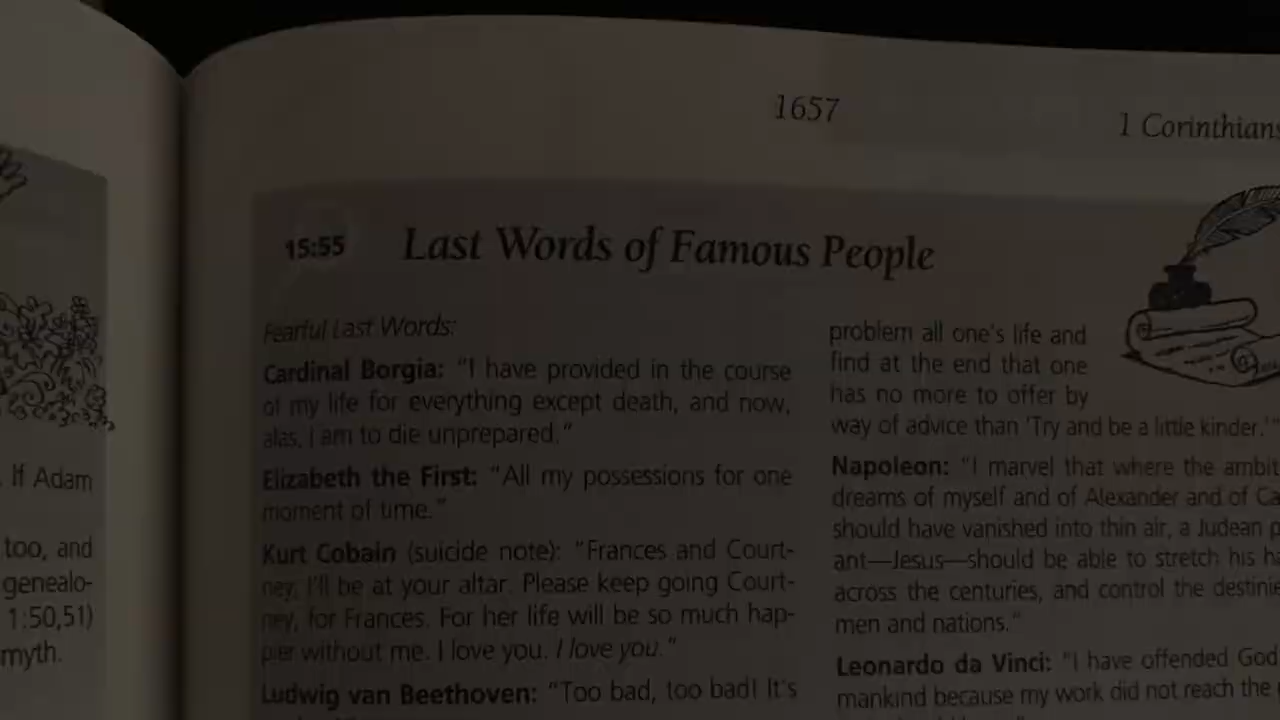 . If Adam
too, and
genealo-
1:50,51)
myth.
1657
1 Corinthians
15:55 Last Words of Famous People
Fearful Last Words:
Cardinal Borgia: “I have provided in the course
of my life for everything except death, and now,
alas, I am to die unprepared.”
Elizabeth the First: “All my possessions for one
moment of time.”
Kurt Cobain (suicide note): “Frances and Court-
ney, I'll be at your altar. Please keep going Court-
ney, for Frances. For her life will be so much hap-
pier without me. I love you. I love you.”
Ludwig van Beethoven: “Too bad, too bad! It's
problem all one's life and
find at the end that one
has no more to offer by
way of advice than ‘Try and be a little kinder.’”
Napoleon: “I marvel that where the ambit
dreams of myself and of Alexander and of Ca
should have vanished into thin air, a Judean p
ant—Jesus—should be able to stretch his ha
across the centuries, and control the destinie
men and nations.”
Leonardo da Vinci: “I have offended God
mankind because my work did not reach the